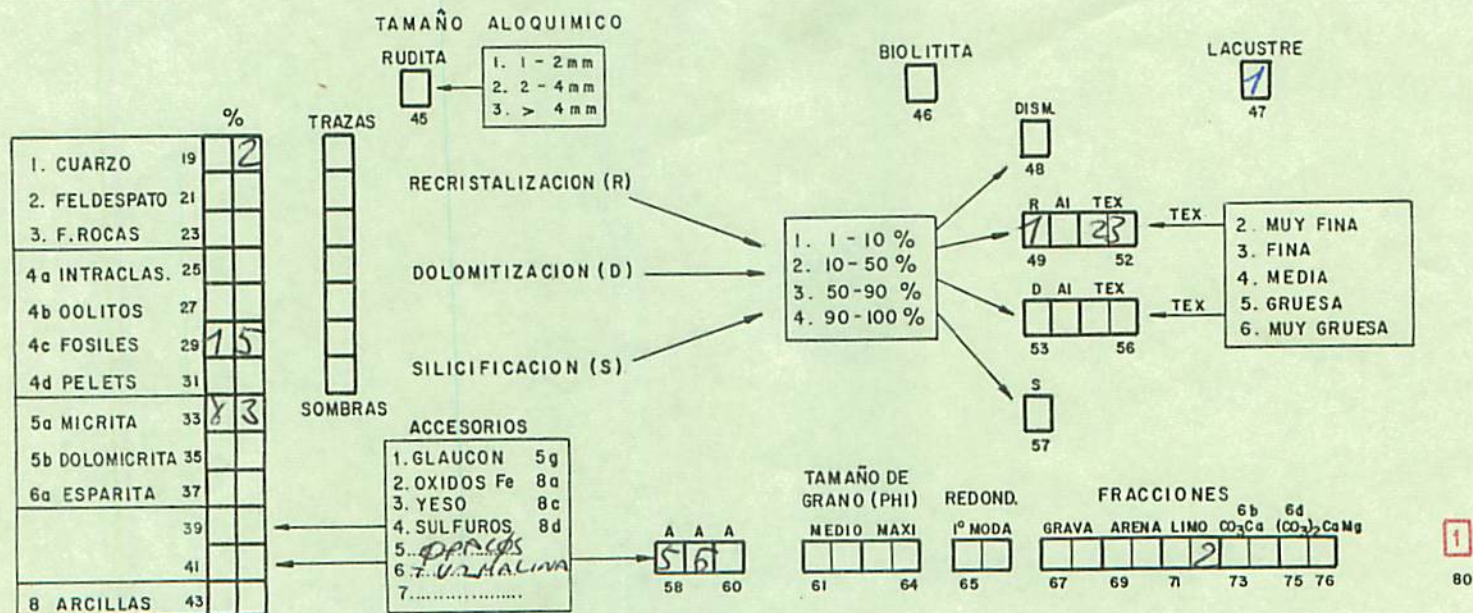 TAMAÑO ALOQUIMICO
RUDITA
45
1. 1 - 2 mm
2. 2 - 4 mm
3. > 4 mm
BIOLITITA
46
LACUSTRE
1
47
%
1. CUARZO 19 2
2. FELDESPATO 21
3. F. ROCAS 23
4a INTRACLAS. 25
4b OOLITOS 27
4c FOSILES 29 1 5
4d PELETS 31
5a MICRITA 33 8 3
5b DOLOMICRITA 35
6a ESPARITA 37
39
41
8 ARCILLAS 43
TRAZAS
SOMBRAS
RECRISTALIZACION (R)
DOLOMITIZACION (D)
SILICIFICACION (S)
1. 1 - 10 %
2. 10 - 50 %
3. 50 - 90 %
4. 90 - 100 %
DISM.
48
R AI TEX
1 2 3
49 52
TEX
D AI TEX
53 56
TEX
S
57
2. MUY FINA
3. FINA
4. MEDIA
5. GRUESA
6. MUY GRUESA
ACCESORIOS
1. GLAUCON 5g
2. OXIDOS Fe 8a
3. YESO 8c
4. SULFUROS 8d
5. OPACOS
6. TURMALINA
7.................
A A A
5 6
58 60
TAMAÑO DE
GRANO (PHI)
MEDIO MAXI
61 64
REDOND.
1º MODA
65
FRACCIONES
6b 6d
GRAVA ARENA LIMO CO3Ca (CO3)2CaMg
2
67 69 71 73 75 76
1
80